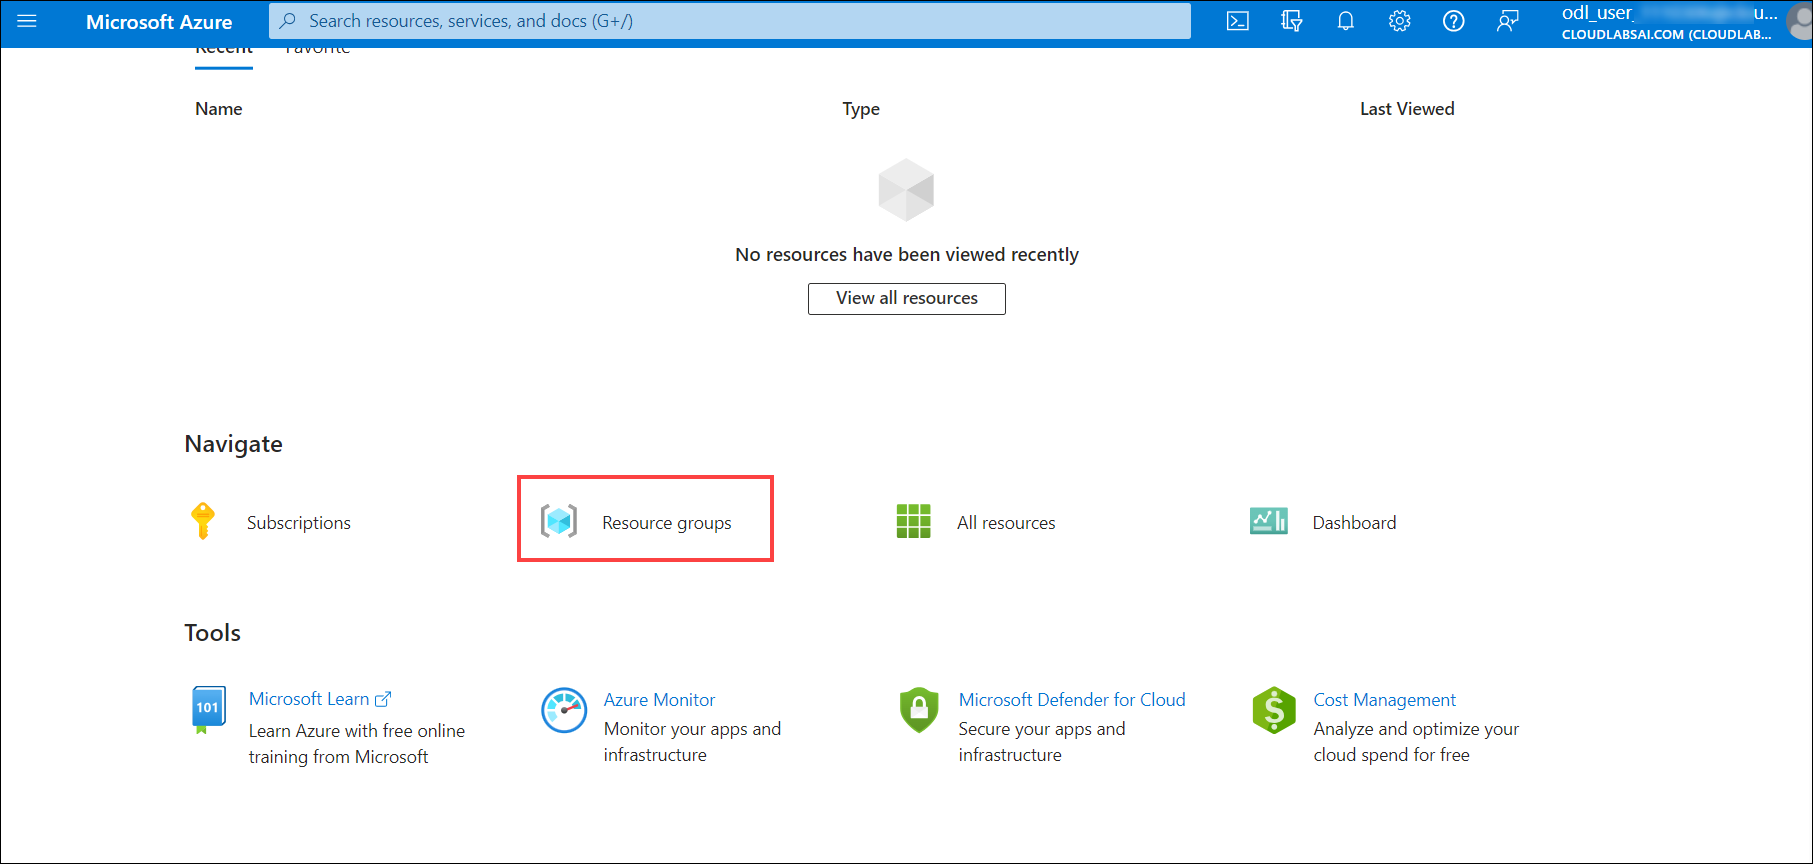 Microsoft Azure
Search resources, services, and docs (G+/)
odl_user_ u...
CLOUDLABSAI.COM (CLOUDLAB...
Recent Favorite
Name Type Last Viewed
No resources have been viewed recently
View all resources
Navigate
Subscriptions Resource groups All resources Dashboard
Tools
101
Microsoft Learn
Learn Azure with free online
training from Microsoft
Azure Monitor
Monitor your apps and
infrastructure
Microsoft Defender for Cloud
Secure your apps and
infrastructure
$
Cost Management
Analyze and optimize your
cloud spend for free